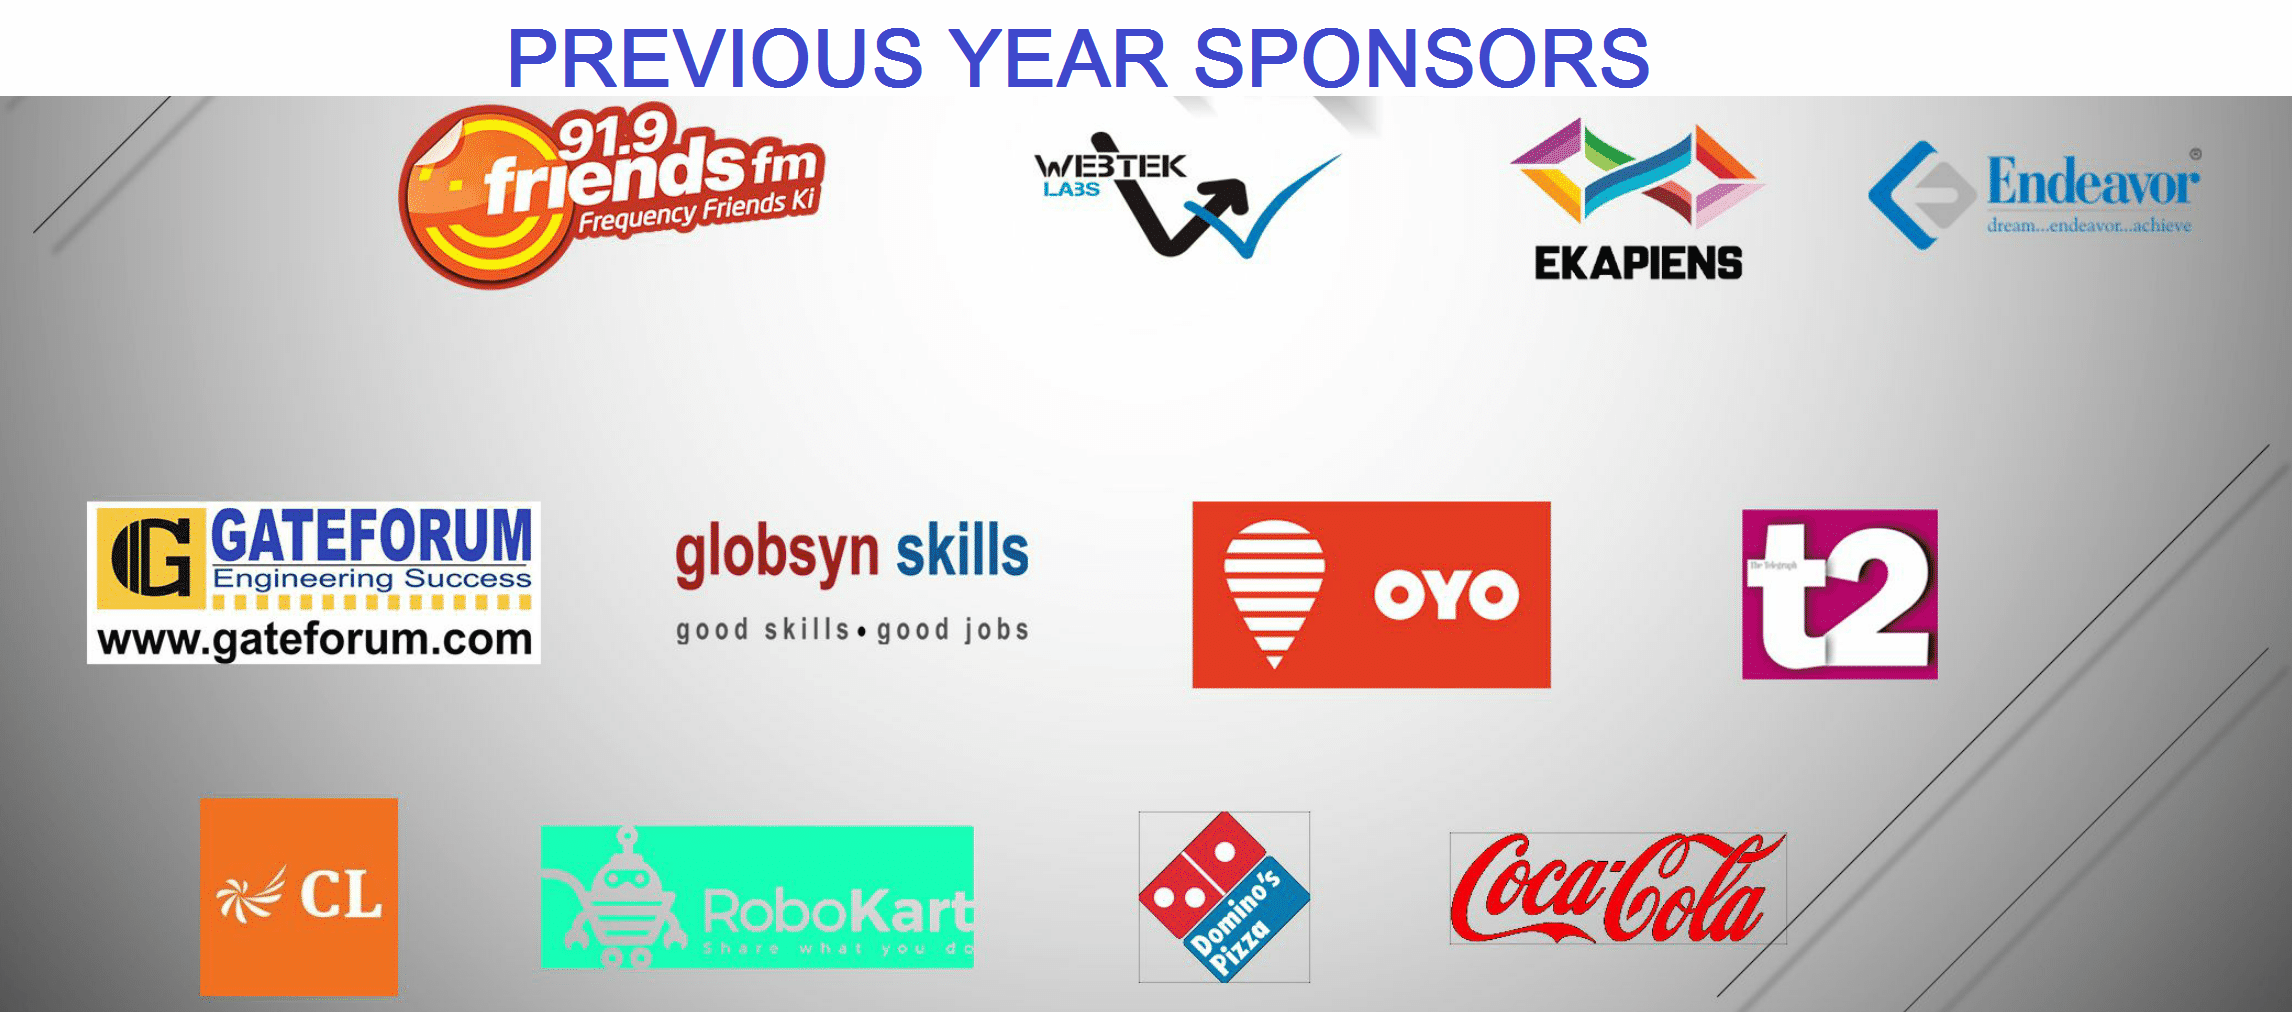 PREVIOUS YEAR SPONSORS
91.9
friends fm
Frequency Friends Ki
WEBTEK
LABS
EKAPIENS
Endeavor®
dream...endeavor...achieve
G GATEFORUM
Engineering Success
www.gateforum.com
globsyn skills
good skills • good jobs
OYO
The Telegraph
t2
CL
RoboKart
Share what you do
Domino's
Pizza
Coca-Cola